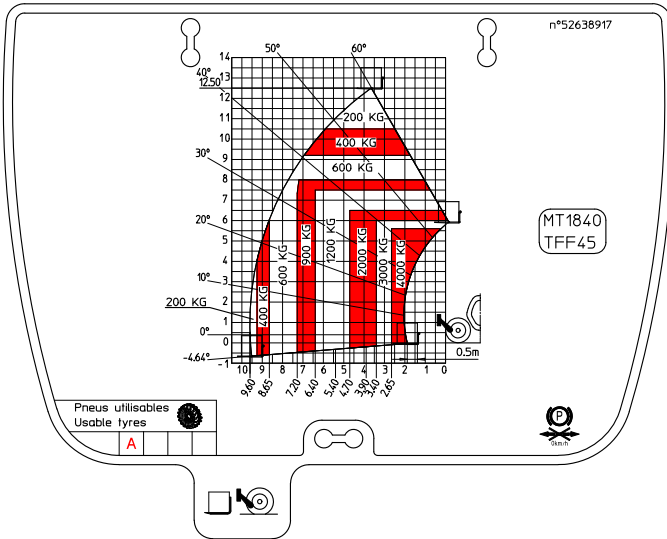 n°52638917
50°
60°
14
13
40°
12.50
12
11
10
9
8
7
6
5
4
3
2
1
0
-1
30°
20°
10°
0°
-4.64°
200 KG
400 KG
600 KG
200 KG
400 KG
600 KG
900 KG
1200 KG
2000 KG
3000 KG
4000 KG
MT1840
TFF45
0.5m
10 9 8 7 6 5 4 3 2 1 0
9.60 8.65 7.20 6.40 5.40 4.70 3.90 3.40 2.65
Pneus utilisables
Usable tyres
A
P
0km/h